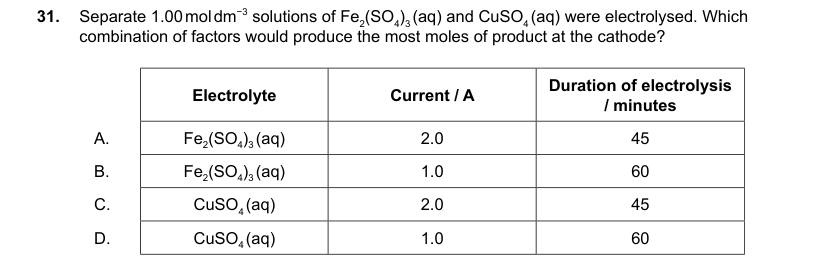 31. Separate 1.00 mol dm⁻³ solutions of Fe₂(SO₄)₃ (aq) and CuSO₄ (aq) were electrolysed. Which
combination of factors would produce the most moles of product at the cathode?
Electrolyte Current / A Duration of electrolysis / minutes
A. Fe₂(SO₄)₃ (aq) 2.0 45
B. Fe₂(SO₄)₃ (aq) 1.0 60
C. CuSO₄ (aq) 2.0 45
D. CuSO₄ (aq) 1.0 60